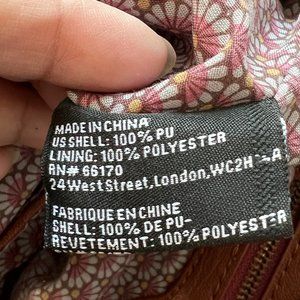 MADE IN CHINA
US SHELL: 100% PU
LINING: 100% POLYESTER
RN# 66170
24 West Street, London, WC2H
FABRIQUE EN CHINE
SHELL: 100% DE PU-
REVETEMENT: 100% POLYESTER